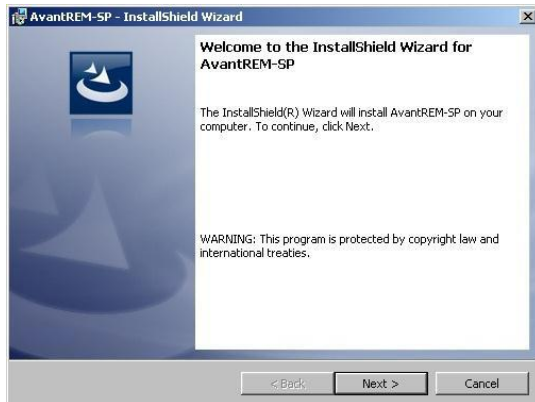 AvantREM-SP - InstallShield Wizard
Welcome to the InstallShield Wizard for
AvantREM-SP
The InstallShield(R) Wizard will install AvantREM-SP on your
computer. To continue, click Next.
WARNING: This program is protected by copyright law and
international treaties.
< Back
Next >
Cancel